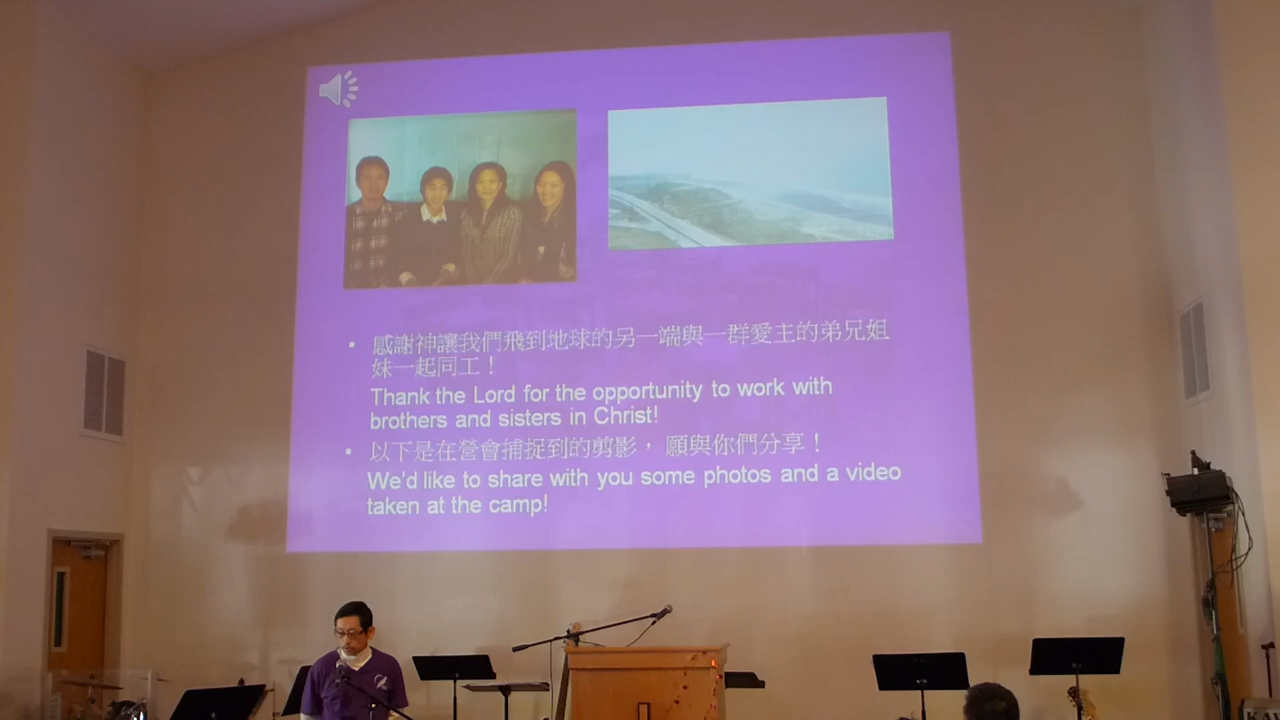 • 感謝神讓我們飛到地球的另一端與一群愛主的弟兄姐
妹一起同工！
Thank the Lord for the opportunity to work with
brothers and sisters in Christ!
• 以下是在營會捕捉到的剪影， 願與你們分享！
We'd like to share with you some photos and a video
taken at the camp!